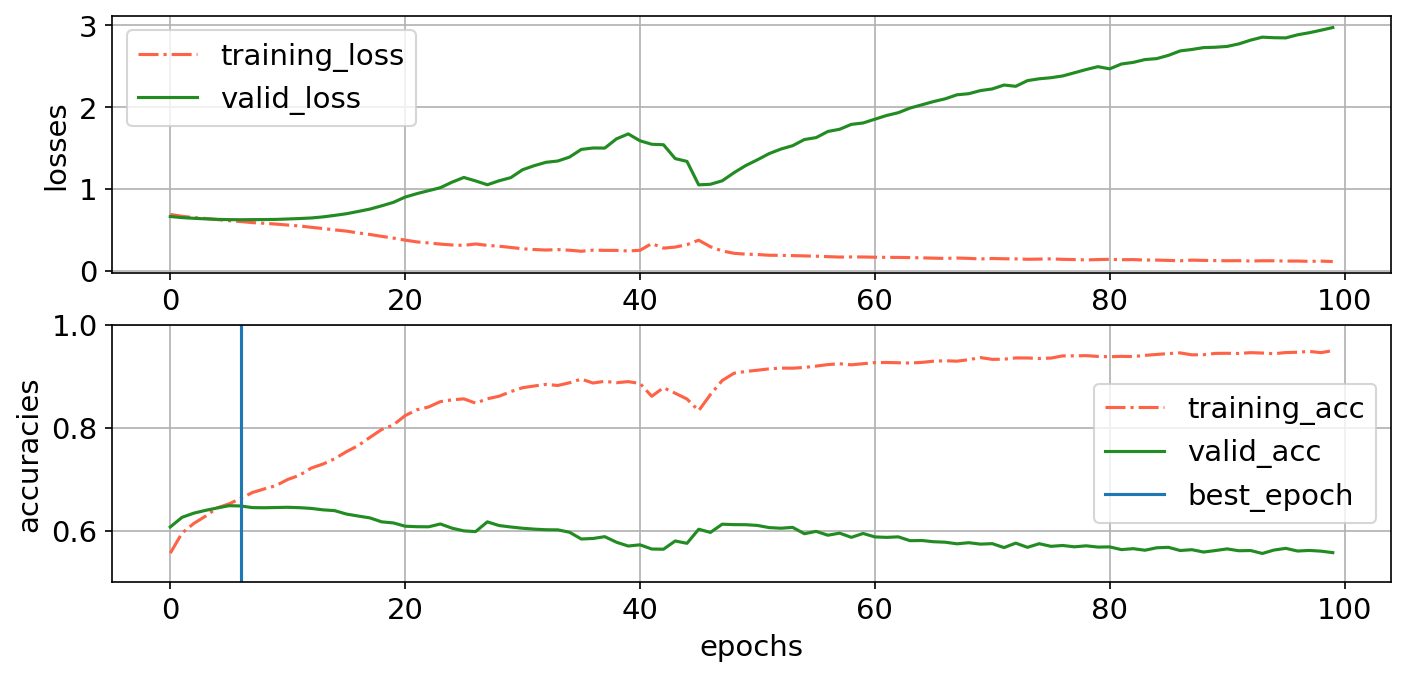 losses
3
2
1
0
training_loss
valid_loss
0 20 40 60 80 100
accuracies
1.0
0.8
0.6
training_acc
valid_acc
best_epoch
0 20 40 60 80 100
epochs